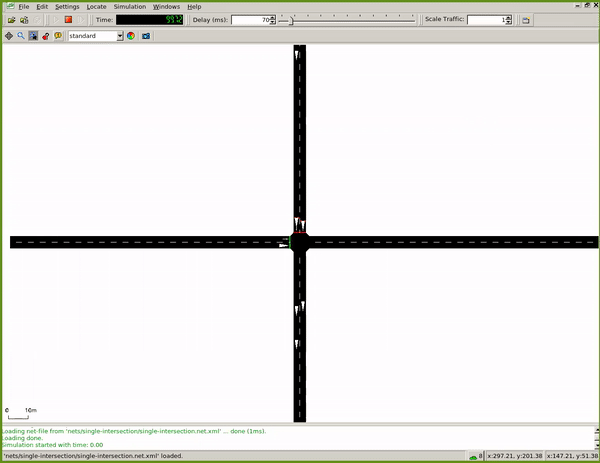 File Edit Settings Locate Simulation Windows Help
Time: Delay (ms): 70 Scale Traffic: 1
standard
0 10m
Loading net-file from 'nets/single-intersection/single-intersection.net.xml' ... done (1ms).
Loading done.
Simulation started with time: 0.00
'nets/single-intersection/single-intersection.net.xml' loaded. 8 x:297.21, y:201.38 x:147.21, y:51.38